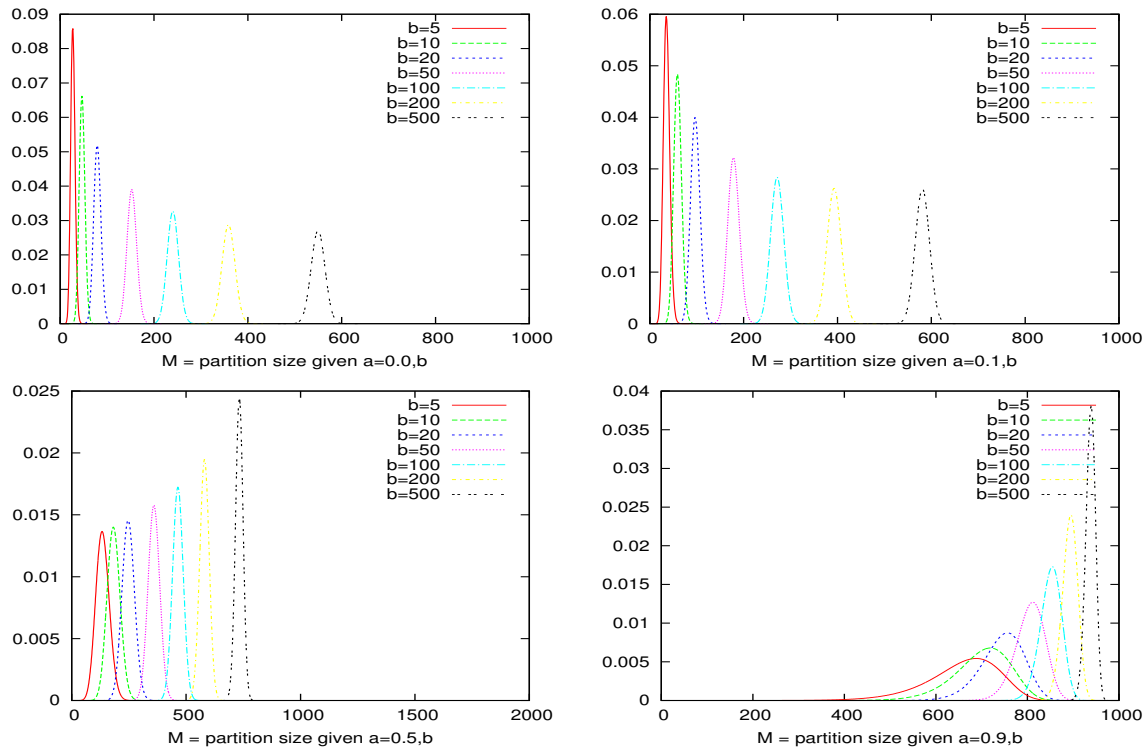 0.09
0.08
0.07
0.06
0.05
0.04
0.03
0.02
0.01
0
0 200 400 600 800 1000
b=5
b=10
b=20
b=50
b=100
b=200
b=500
M = partition size given a=0.0,b
0.06
0.05
0.04
0.03
0.02
0.01
0
0 200 400 600 800 1000
b=5
b=10
b=20
b=50
b=100
b=200
b=500
M = partition size given a=0.1,b
0.025
0.02
0.015
0.01
0.005
0
0 500 1000 1500 2000
b=5
b=10
b=20
b=50
b=100
b=200
b=500
M = partition size given a=0.5,b
0.04
0.035
0.03
0.025
0.02
0.015
0.01
0.005
0
0 200 400 600 800 1000
b=5
b=10
b=20
b=50
b=100
b=200
b=500
M = partition size given a=0.9,b